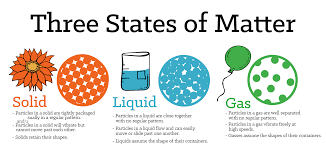 Three States of Matter
Solid
- Particles in a solid are tightly packaged
easily in a regular pattern.
- Particles in a solid will vibrate but
cannot move past each other.
- Solids retain their shapes.
Liquid
- Particles in a liquid are close together
with no regular pattern.
- Particles in a liquid flow and can easily
move or slide past one another.
- Liquids assume the shape of their containers.
Gas
- Particles in a gas are well separated
with no regular pattern.
- Particles in a gas vibrate freely at
high speeds.
- Gasses assume the shapes of their containers.